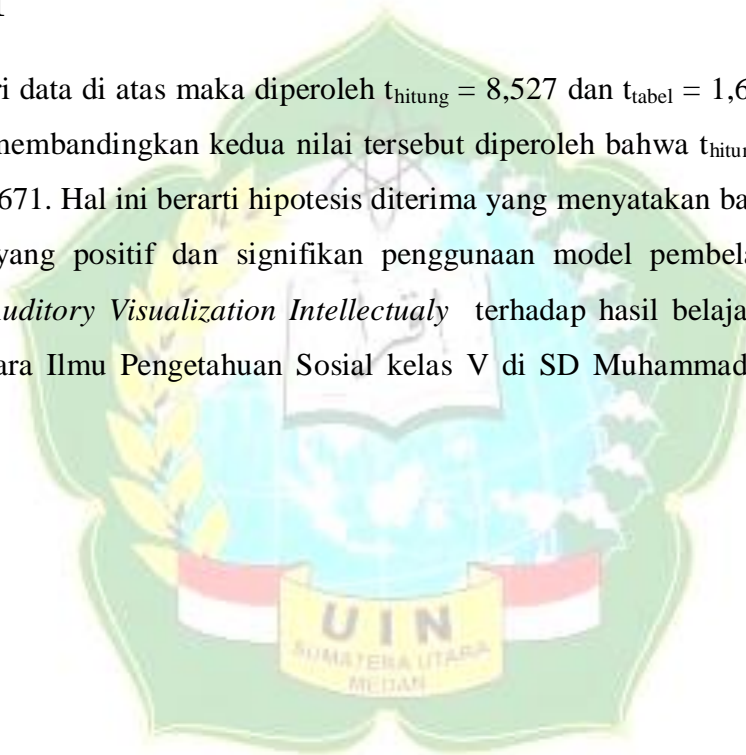 ri data di atas maka diperoleh thitung = 8,527 dan ttabel = 1,6
membandingkan kedua nilai tersebut diperoleh bahwa thitu
671. Hal ini berarti hipotesis diterima yang menyatakan ba
yang positif dan signifikan penggunaan model pembela
uditory Visualization Intellectualy terhadap hasil belaja
ara Ilmu Pengetahuan Sosial kelas V di SD Muhammad
UIN
SUMATERA UTARA
MEDAN